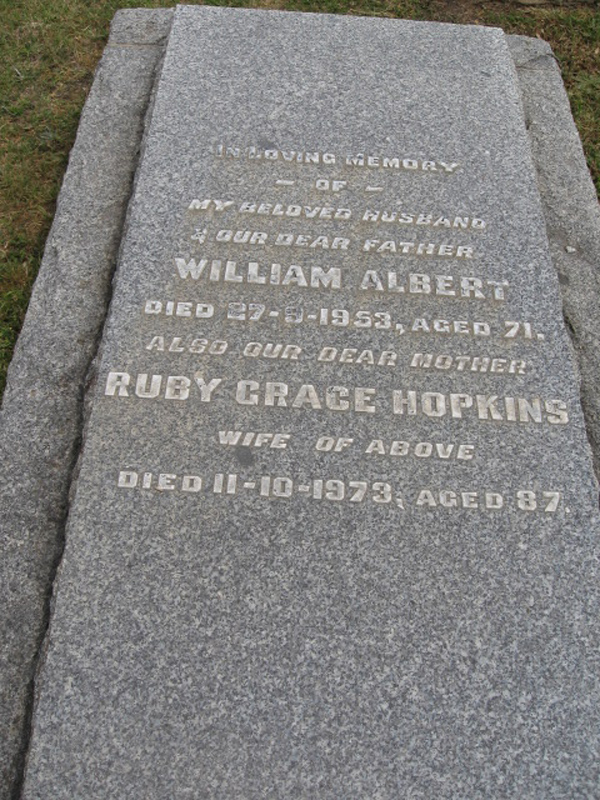 IN LOVING MEMORY
– OF –
MY BELOVED HUSBAND
& OUR DEAR FATHER
WILLIAM ALBERT
DIED 27-9-1953, AGED 71.
ALSO OUR DEAR MOTHER
RUBY GRACE HOPKINS
WIFE OF ABOVE
DIED 11-10-1973, AGED 87.